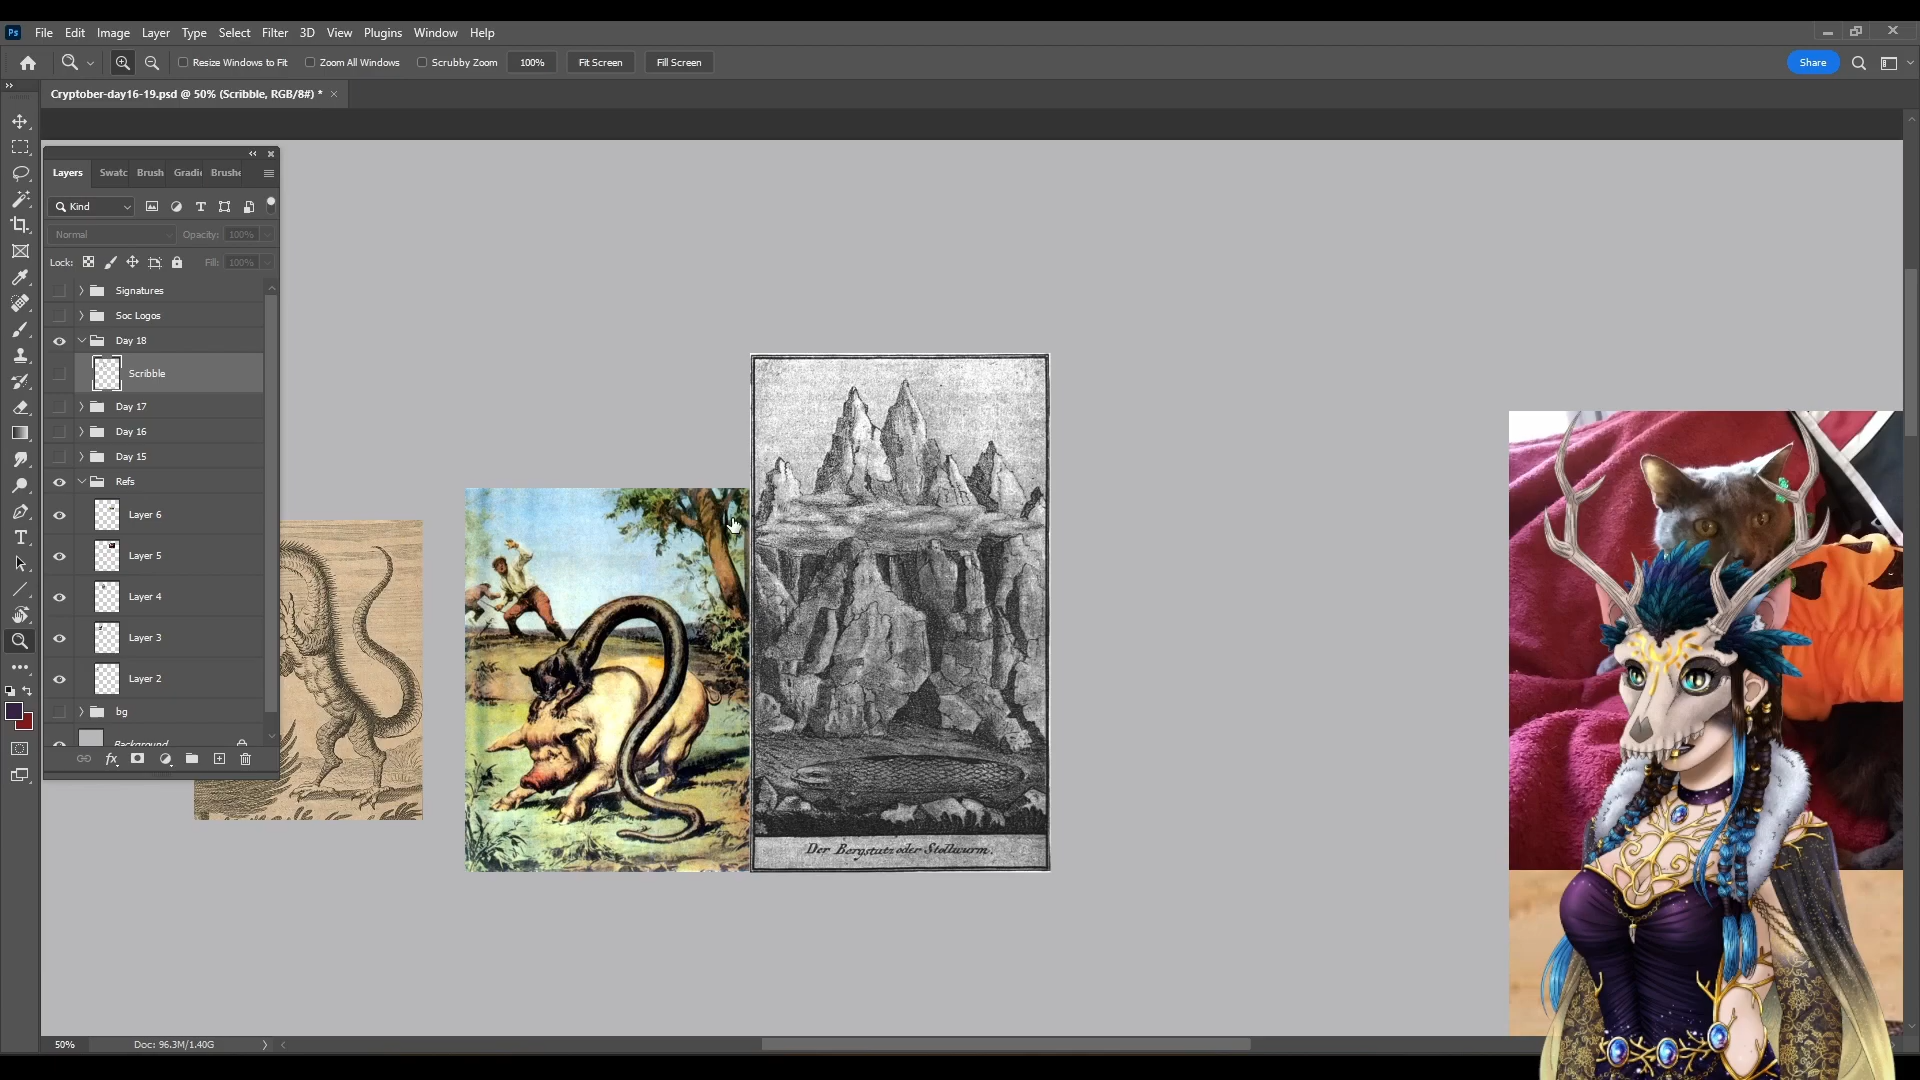 Ps File Edit Image Layer Type Select Filter 3D View Plugins Window Help
Resize Windows to Fit Zoom All Windows Scrubby Zoom 100% Fit Screen Fill Screen Share
Cryptober-day16-19.psd @ 50% (Scribble, RGB/8#) * ×
Layers Swatc Brush Gradi Brushe
Kind
Normal Opacity: 100%
Lock: Fill: 100%
Signatures
Soc Logos
Day 18
Scribble
Day 17
Day 16
Day 15
Refs
Layer 6
Layer 5
Layer 4
Layer 3
Layer 2
bg
Background
fx
Der Bergstutz oder Stollwurm.
50% Doc: 96.3M/1.40G